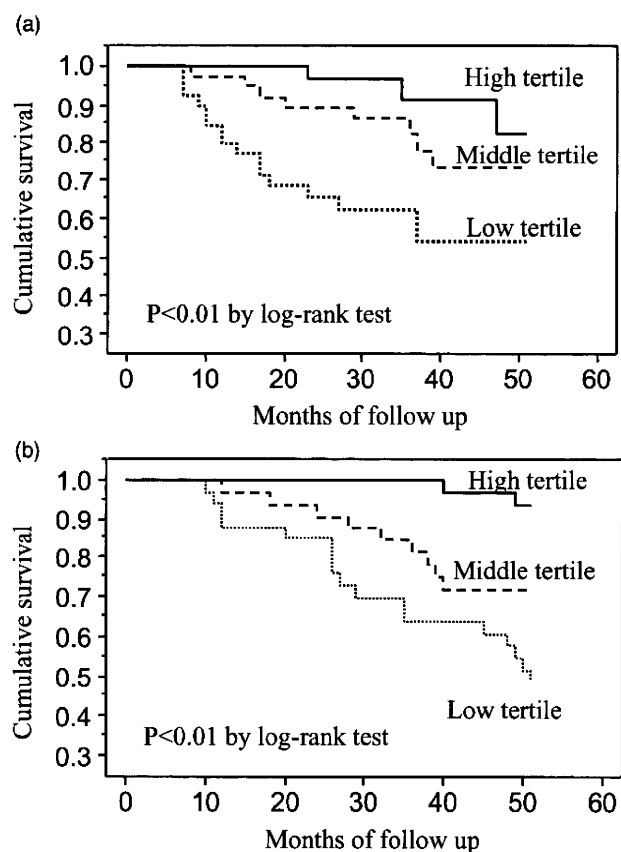 (a)
Cumulative survival
1.0
0.9
0.8
0.7
0.6
0.5
0.4
0.3
High tertile
Middle tertile
Low tertile
P<0.01 by log-rank test
0 10 20 30 40 50 60
Months of follow up
(b)
Cumulative survival
1.0
0.9
0.8
0.7
0.6
0.5
0.4
0.3
High tertile
Middle tertile
Low tertile
P<0.01 by log-rank test
0 10 20 30 40 50 60
Months of follow up